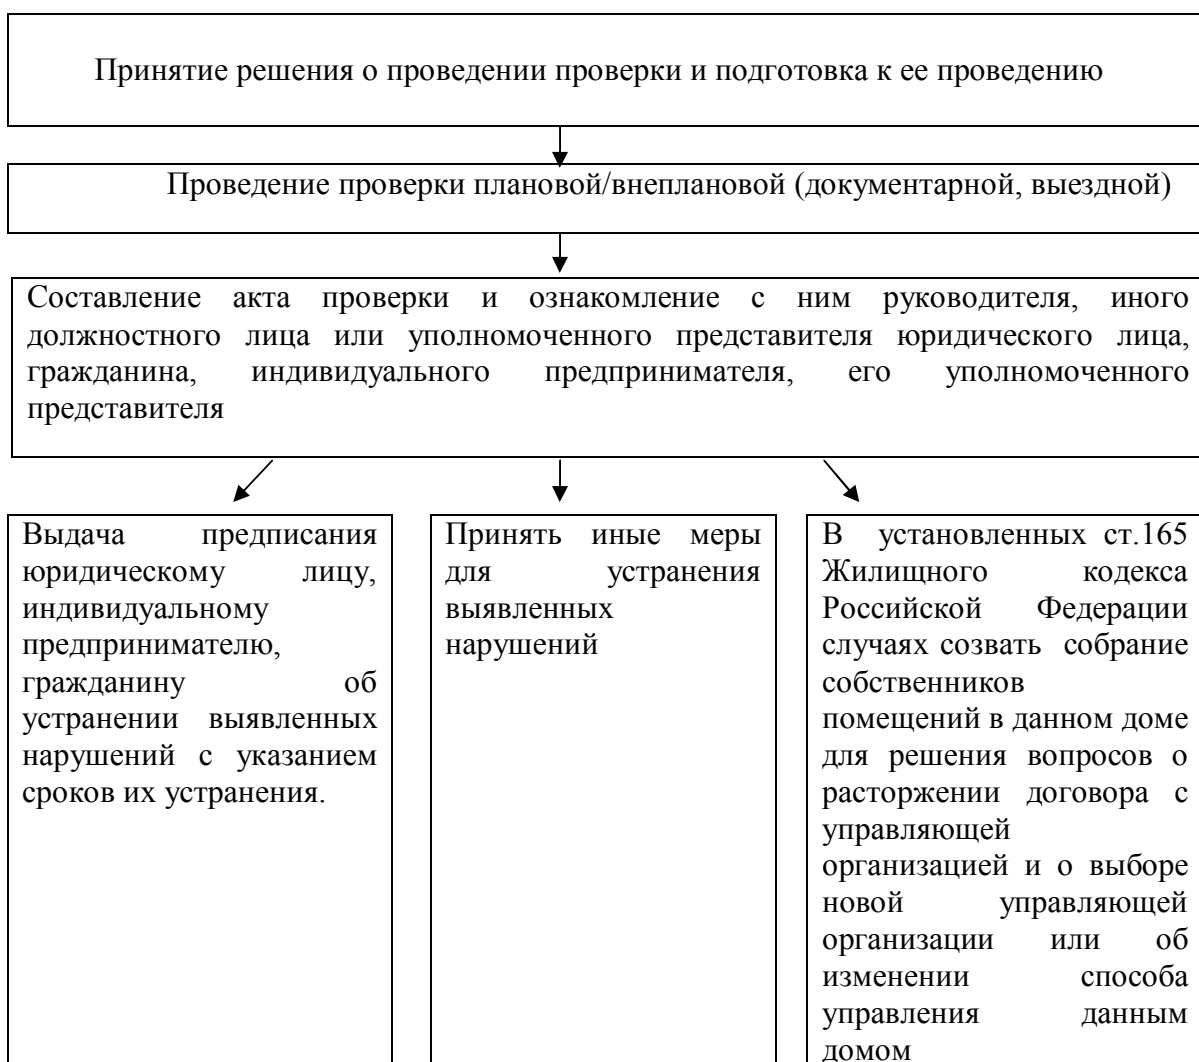 Принятие решения о проведении проверки и подготовка к ее проведению
Проведение проверки плановой/внеплановой (документарной, выездной)
Составление акта проверки и ознакомление с ним руководителя, иного
должностного лица или уполномоченного представителя юридического лица,
гражданина, индивидуального предпринимателя, его уполномоченного
представителя
Выдача предписания
юридическому лицу,
индивидуальному
предпринимателю,
гражданину об
устранении выявленных
нарушений с указанием
сроков их устранения.
Принять иные меры
для устранения
выявленных
нарушений
В установленных ст.165
Жилищного кодекса
Российской Федерации
случаях созвать собрание
собственников
помещений в данном доме
для решения вопросов о
расторжении договора с
управляющей
организацией и о выборе
новой управляющей
организации или об
изменении способа
управления данным
домом